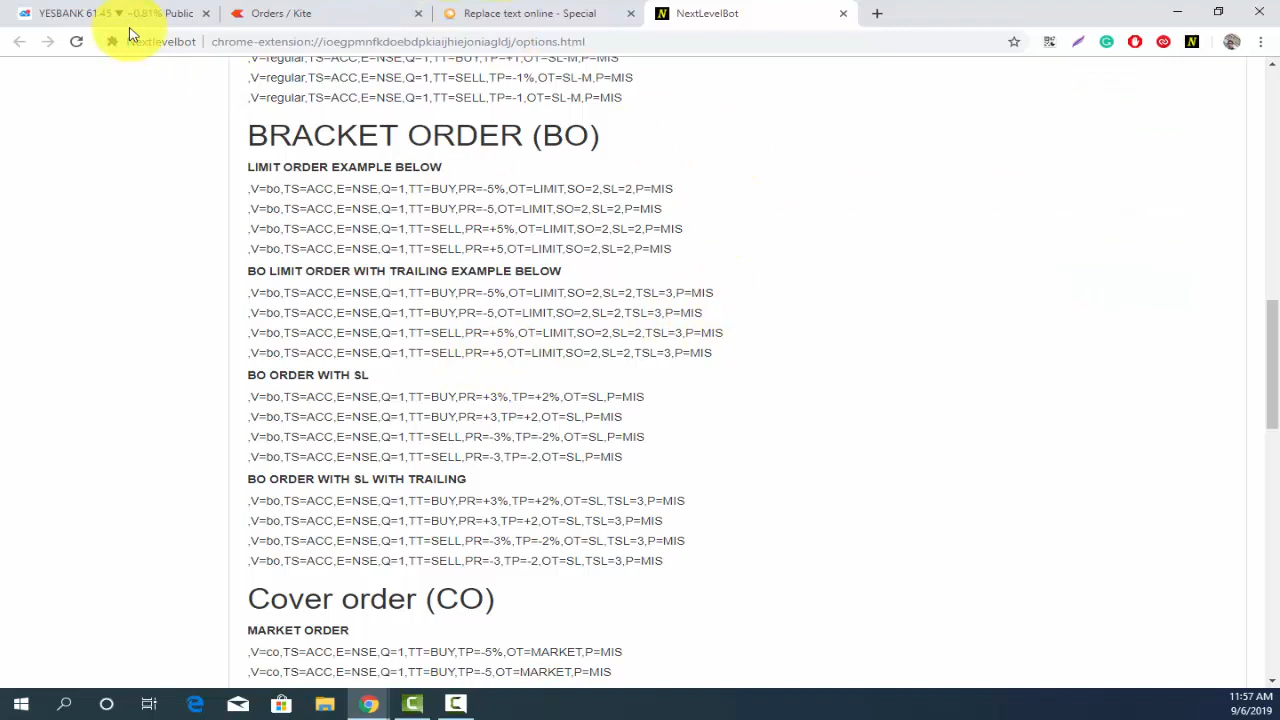 YESBANK 61.45 ▼ −0.81% Public
Orders / Kite
Replace text online - Special
NextLevelBot
Nextlevelbot
chrome-extension://ioegpmnfkdoebdpkiaijhiejoniagldj/options.html
,V=regular,TS=ACC,E=NSE,Q=1,TT=BUY,TP=+1,OT=SL-M,P=MIS
,V=regular,TS=ACC,E=NSE,Q=1,TT=SELL,TP=-1%,OT=SL-M,P=MIS
,V=regular,TS=ACC,E=NSE,Q=1,TT=SELL,TP=-1,OT=SL-M,P=MIS
BRACKET ORDER (BO)
LIMIT ORDER EXAMPLE BELOW
,V=bo,TS=ACC,E=NSE,Q=1,TT=BUY,PR=-5%,OT=LIMIT,SO=2,SL=2,P=MIS
,V=bo,TS=ACC,E=NSE,Q=1,TT=BUY,PR=-5,OT=LIMIT,SO=2,SL=2,P=MIS
,V=bo,TS=ACC,E=NSE,Q=1,TT=SELL,PR=+5%,OT=LIMIT,SO=2,SL=2,P=MIS
,V=bo,TS=ACC,E=NSE,Q=1,TT=SELL,PR=+5,OT=LIMIT,SO=2,SL=2,P=MIS
BO LIMIT ORDER WITH TRAILING EXAMPLE BELOW
,V=bo,TS=ACC,E=NSE,Q=1,TT=BUY,PR=-5%,OT=LIMIT,SO=2,SL=2,TSL=3,P=MIS
,V=bo,TS=ACC,E=NSE,Q=1,TT=BUY,PR=-5,OT=LIMIT,SO=2,SL=2,TSL=3,P=MIS
,V=bo,TS=ACC,E=NSE,Q=1,TT=SELL,PR=+5%,OT=LIMIT,SO=2,SL=2,TSL=3,P=MIS
,V=bo,TS=ACC,E=NSE,Q=1,TT=SELL,PR=+5,OT=LIMIT,SO=2,SL=2,TSL=3,P=MIS
BO ORDER WITH SL
,V=bo,TS=ACC,E=NSE,Q=1,TT=BUY,PR=+3%,TP=+2%,OT=SL,P=MIS
,V=bo,TS=ACC,E=NSE,Q=1,TT=BUY,PR=+3,TP=+2,OT=SL,P=MIS
,V=bo,TS=ACC,E=NSE,Q=1,TT=SELL,PR=-3%,TP=-2%,OT=SL,P=MIS
,V=bo,TS=ACC,E=NSE,Q=1,TT=SELL,PR=-3,TP=-2,OT=SL,P=MIS
BO ORDER WITH SL WITH TRAILING
,V=bo,TS=ACC,E=NSE,Q=1,TT=BUY,PR=+3%,TP=+2%,OT=SL,TSL=3,P=MIS
,V=bo,TS=ACC,E=NSE,Q=1,TT=BUY,PR=+3,TP=+2,OT=SL,TSL=3,P=MIS
,V=bo,TS=ACC,E=NSE,Q=1,TT=SELL,PR=-3%,TP=-2%,OT=SL,TSL=3,P=MIS
,V=bo,TS=ACC,E=NSE,Q=1,TT=SELL,PR=-3,TP=-2,OT=SL,TSL=3,P=MIS
Cover order (CO)
MARKET ORDER
,V=co,TS=ACC,E=NSE,Q=1,TT=BUY,TP=-5%,OT=MARKET,P=MIS
,V=co,TS=ACC,E=NSE,Q=1,TT=BUY,TP=-5,OT=MARKET,P=MIS
11:57 AM
9/6/2019